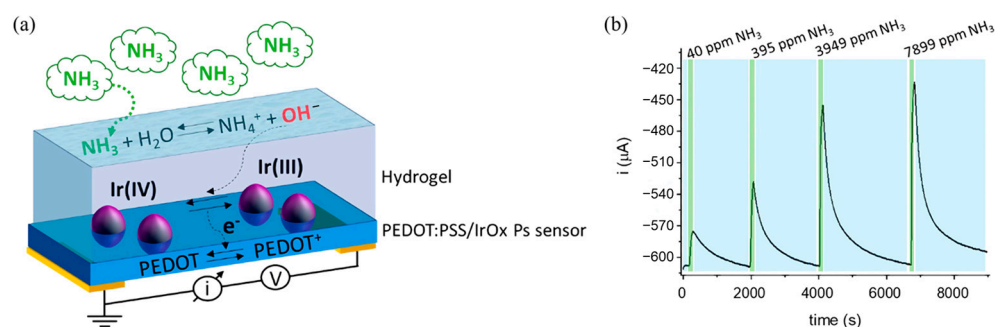 (a)
NH₃
NH₃
NH₃
NH₃
NH₃ + H₂O ⇌ NH₄⁺ + OH⁻
Ir(IV)
Ir(III)
Hydrogel
e⁻
PEDOT:PSS/IrOx Ps sensor
PEDOT ⇌ PEDOT⁺
i
V
(b)
40 ppm NH₃
395 ppm NH₃
3949 ppm NH₃
7899 ppm NH₃
i (μA)
−420
−450
−480
−510
−540
−570
−600
0 2000 4000 6000 8000
time (s)